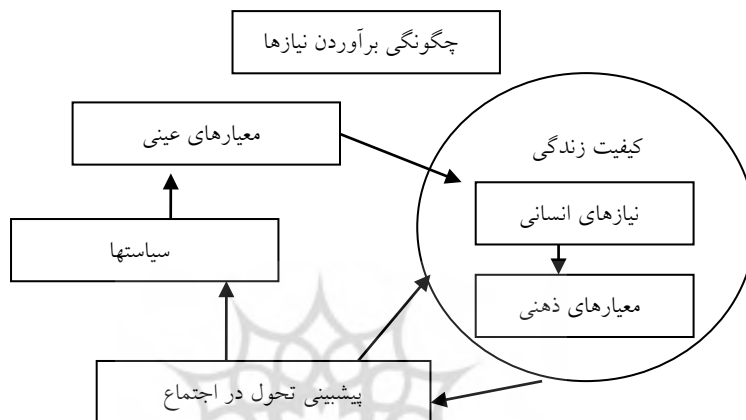 چگونگی برآوردن نیازها
معیارهای عینی
کیفیت زندگی
نیازهای انسانی
سیاستها
معیارهای ذهنی
پیشبینی تحول در اجتماع